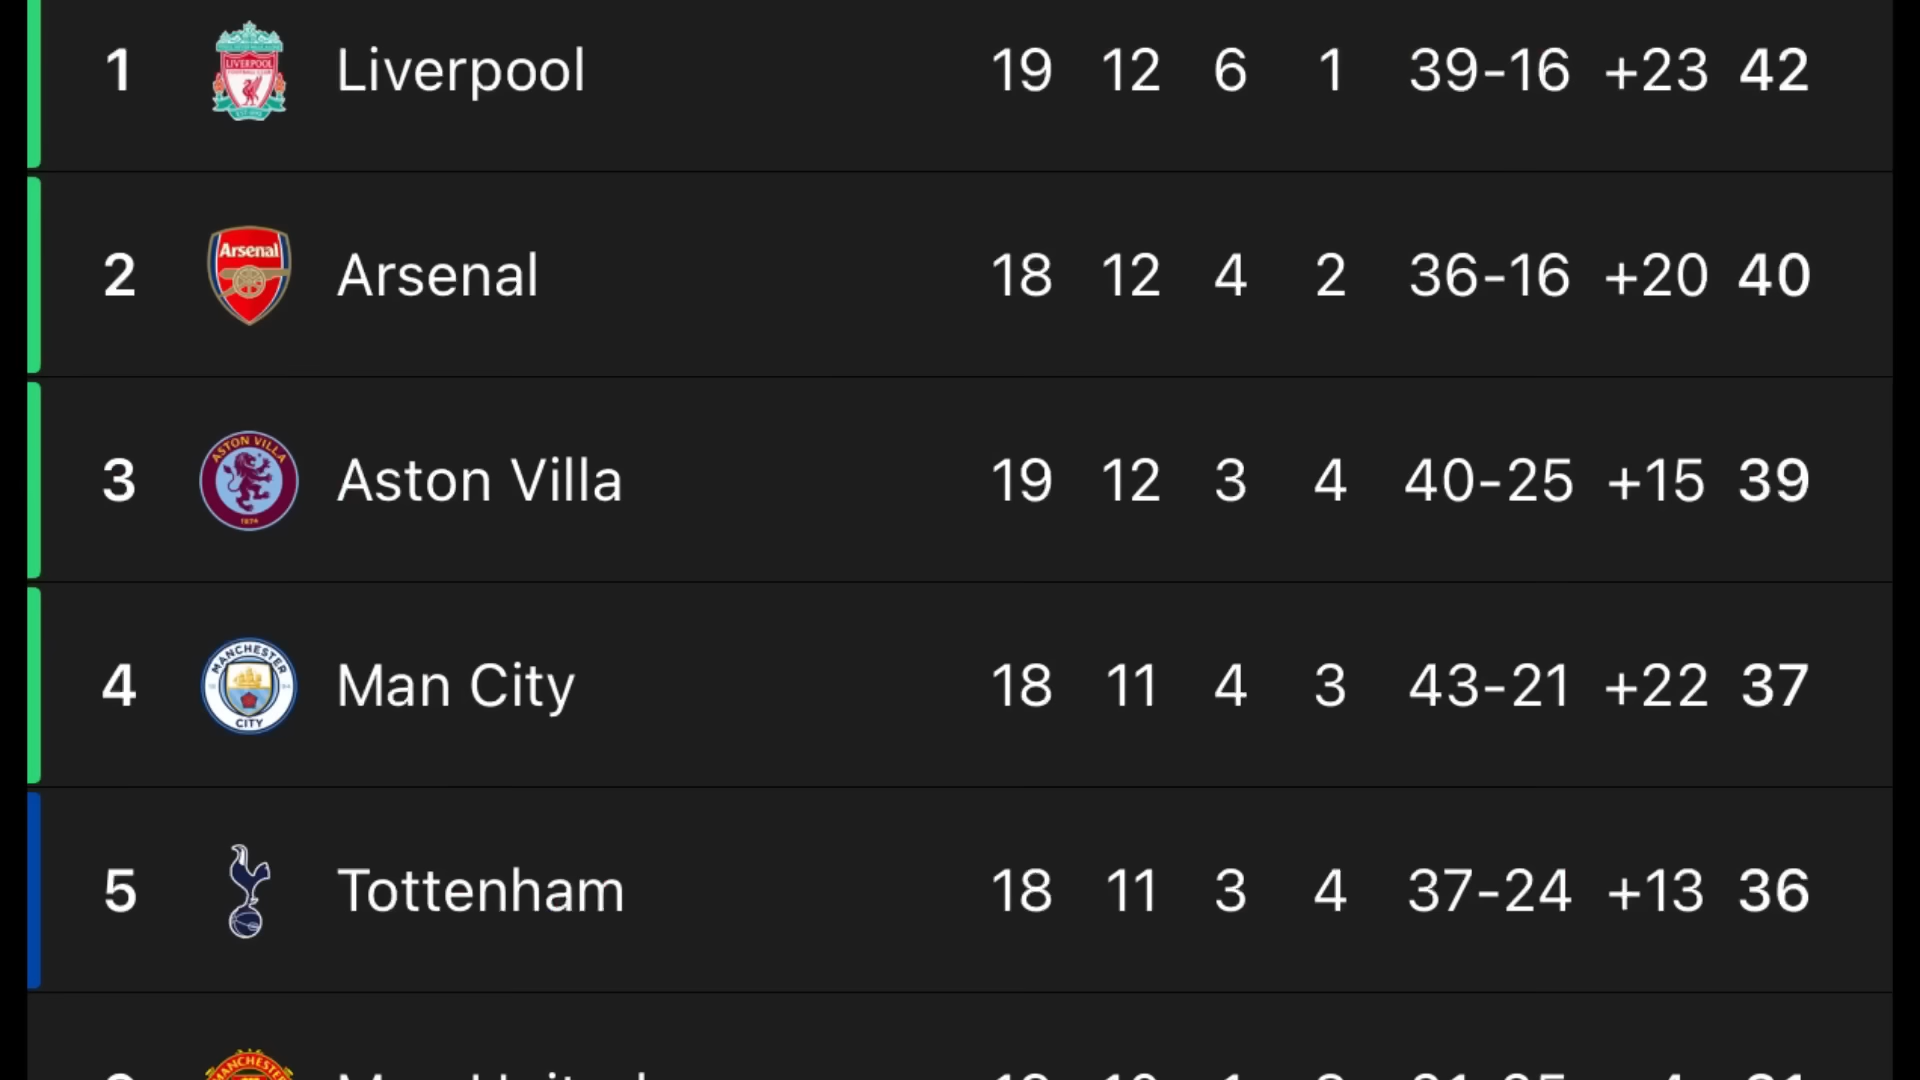 1 Liverpool 19 12 6 1 39-16 +23 42
2 Arsenal 18 12 4 2 36-16 +20 40
3 Aston Villa 19 12 3 4 40-25 +15 39
4 Man City 18 11 4 3 43-21 +22 37
5 Tottenham 18 11 3 4 37-24 +13 36